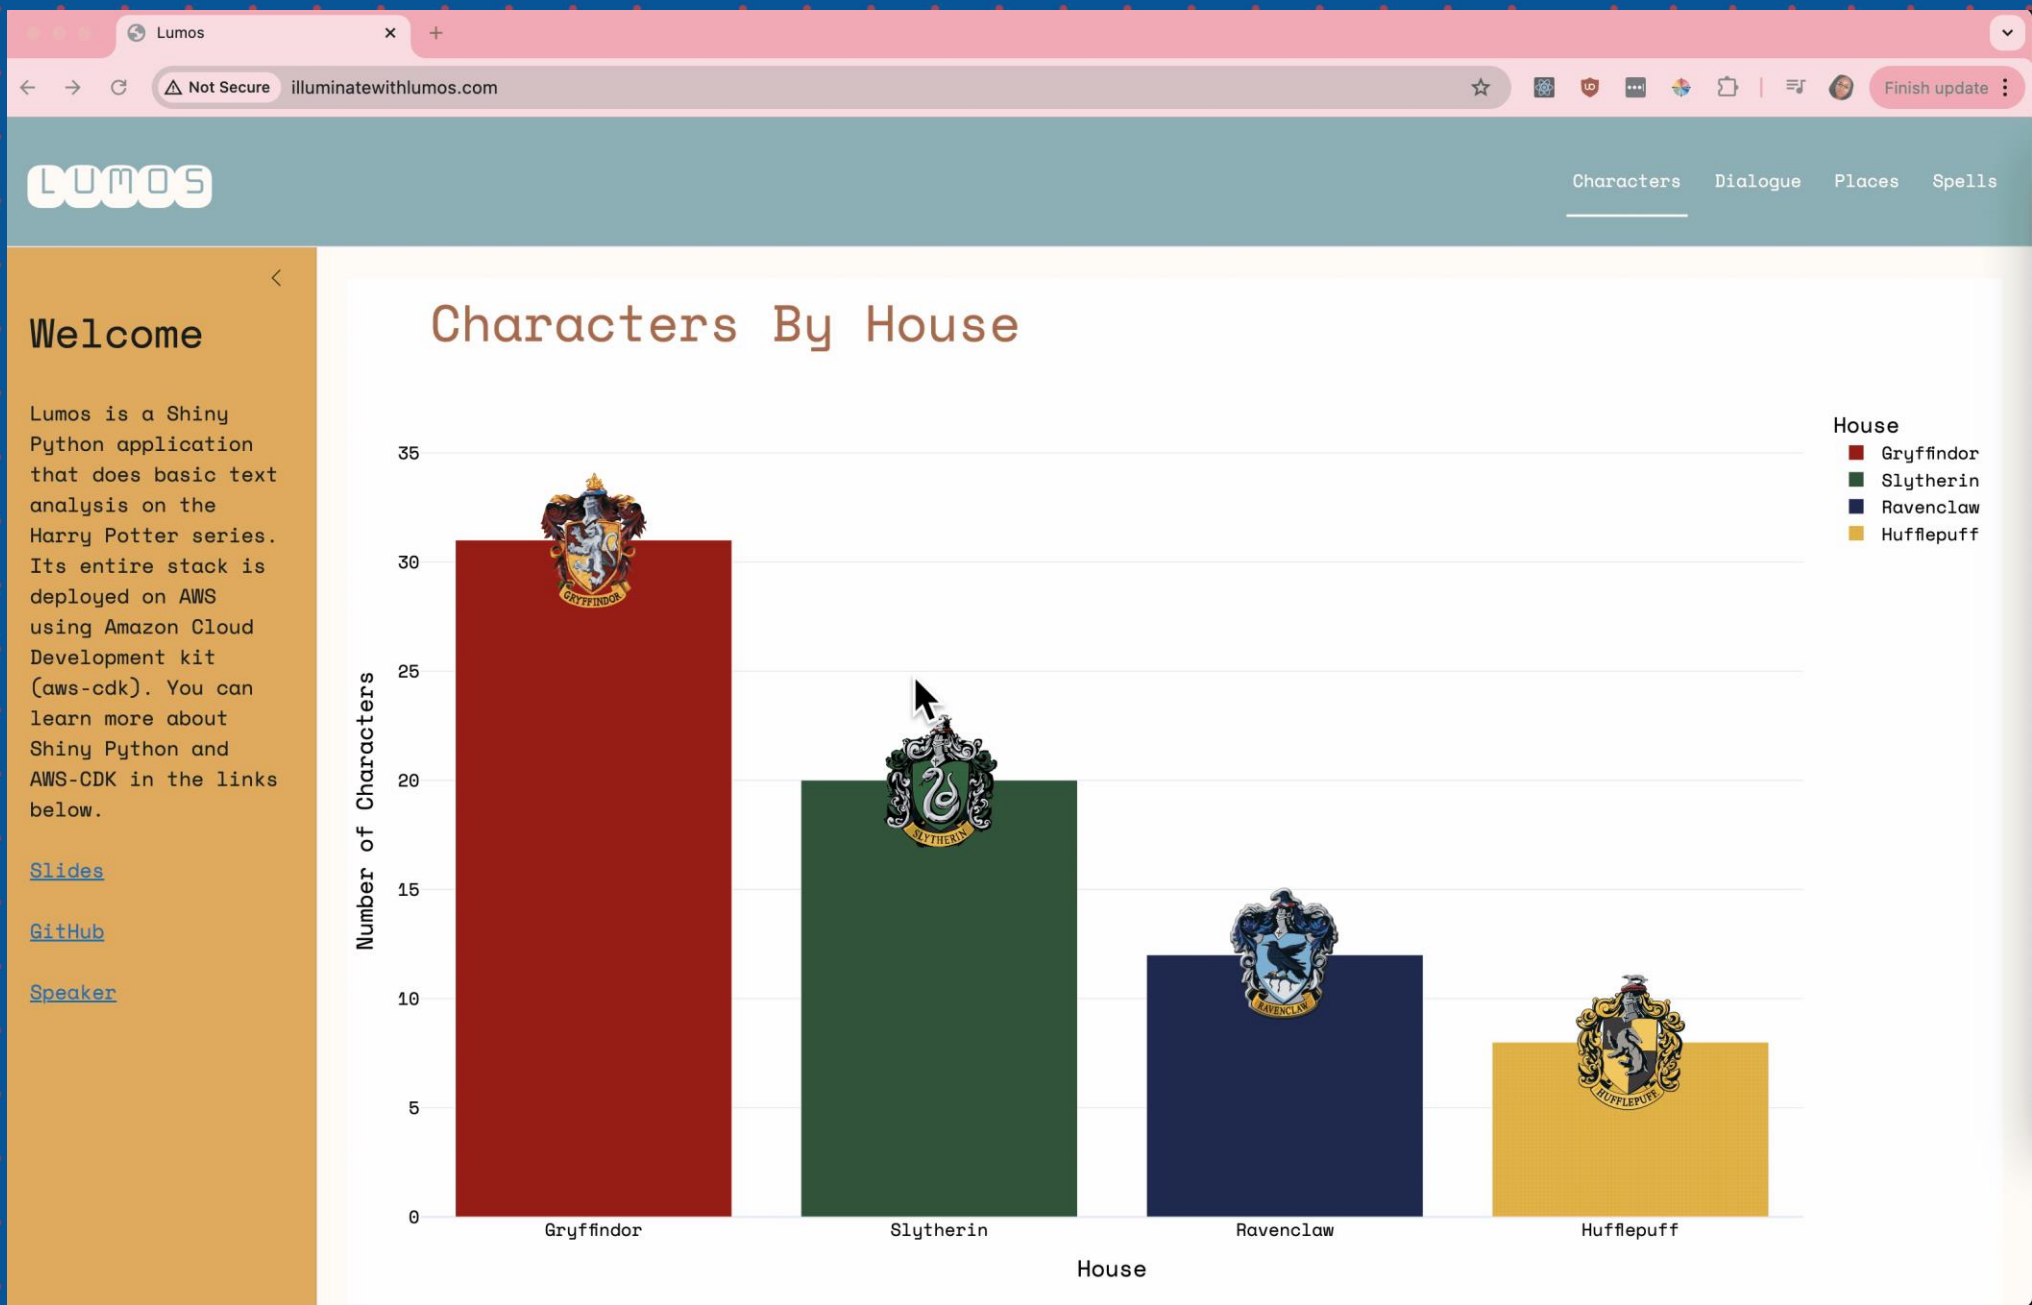 Lumos
Not Secure illuminatewithlumos.com
Finish update
LUMOS
Characters Dialogue Places Spells
Welcome
Lumos is a Shiny
Python application
that does basic text
analysis on the
Harry Potter series.
Its entire stack is
deployed on AWS
using Amazon Cloud
Development kit
(aws-cdk). You can
learn more about
Shiny Python and
AWS-CDK in the links
below.
Slides
GitHub
Speaker
Characters By House
Number of Characters
35
30
25
20
15
10
5
0
GRYFFINDOR
SLYTHERIN
RAVENCLAW
HUFFLEPUFF
Gryffindor Slytherin Ravenclaw Hufflepuff
House
House
Gryffindor
Slytherin
Ravenclaw
Hufflepuff